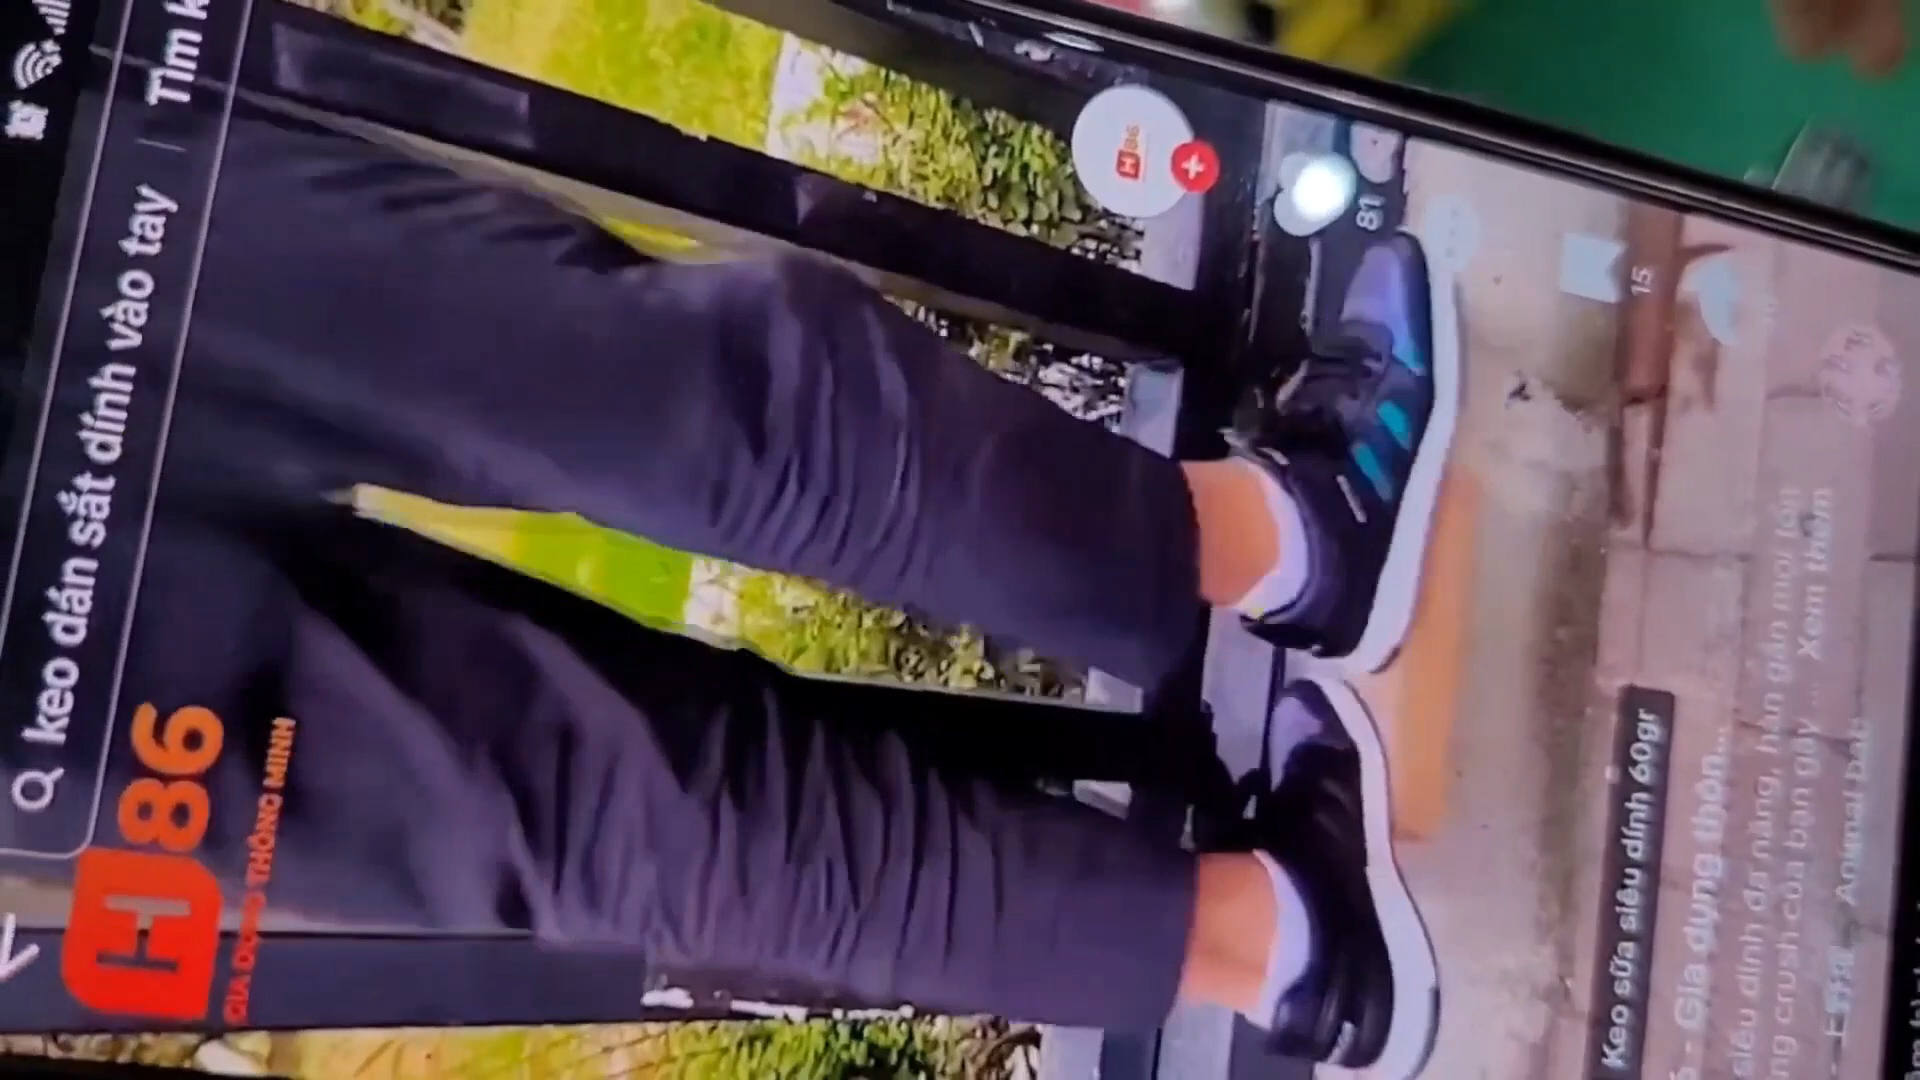 keo dán sắt dính vào tay | Tìm k
H86
GIA DỤNG THÔNG MINH
H86
81
15
Keo sữa siêu dính 60gr
- Gia dụng thôn...
siêu dính đa năng, hàn gắn mọi
crush của bạn gãy ... Xem thêm
- Animal